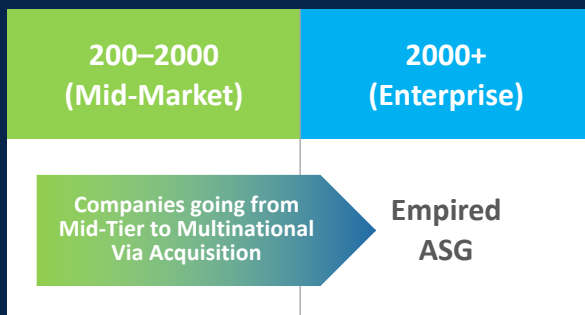 200–2000
(Mid-Market)
2000+
(Enterprise)
Companies going from
Mid-Tier to Multinational
Via Acquisition
Empired
ASG